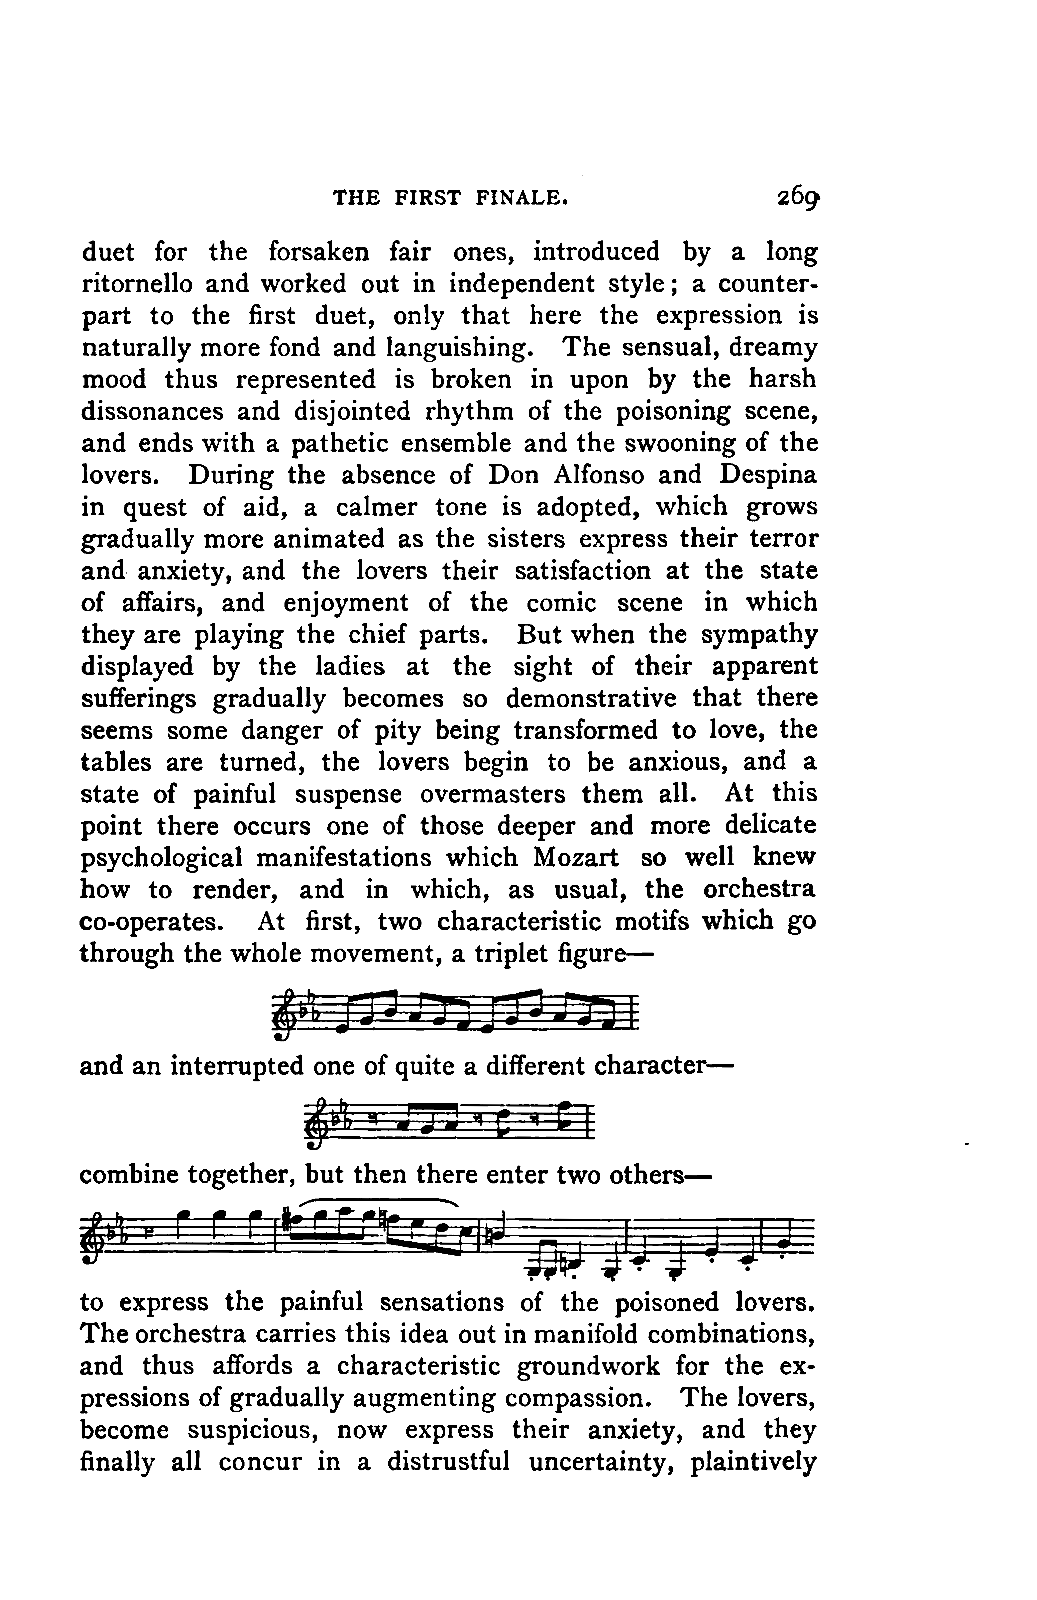 THE FIRST FINALE. 269
duet for the forsaken fair ones, introduced by a long
ritornello and worked out in independent style; a counter-
part to the first duet, only that here the expression is
naturally more fond and languishing. The sensual, dreamy
mood thus represented is broken in upon by the harsh
dissonances and disjointed rhythm of the poisoning scene,
and ends with a pathetic ensemble and the swooning of the
lovers. During the absence of Don Alfonso and Despina
in quest of aid, a calmer tone is adopted, which grows
gradually more animated as the sisters express their terror
and anxiety, and the lovers their satisfaction at the state
of affairs, and enjoyment of the comic scene in which
they are playing the chief parts. But when the sympathy
displayed by the ladies at the sight of their apparent
sufferings gradually becomes so demonstrative that there
seems some danger of pity being transformed to love, the
tables are turned, the lovers begin to be anxious, and a
state of painful suspense overmasters them all. At this
point there occurs one of those deeper and more delicate
psychological manifestations which Mozart so well knew
how to render, and in which, as usual, the orchestra
co-operates. At first, two characteristic motifs which go
through the whole movement, a triplet figure—
and an interrupted one of quite a different character—
combine together, but then there enter two others—
to express the painful sensations of the poisoned lovers.
The orchestra carries this idea out in manifold combinations,
and thus affords a characteristic groundwork for the ex-
pressions of gradually augmenting compassion. The lovers,
become suspicious, now express their anxiety, and they
finally all concur in a distrustful uncertainty, plaintively